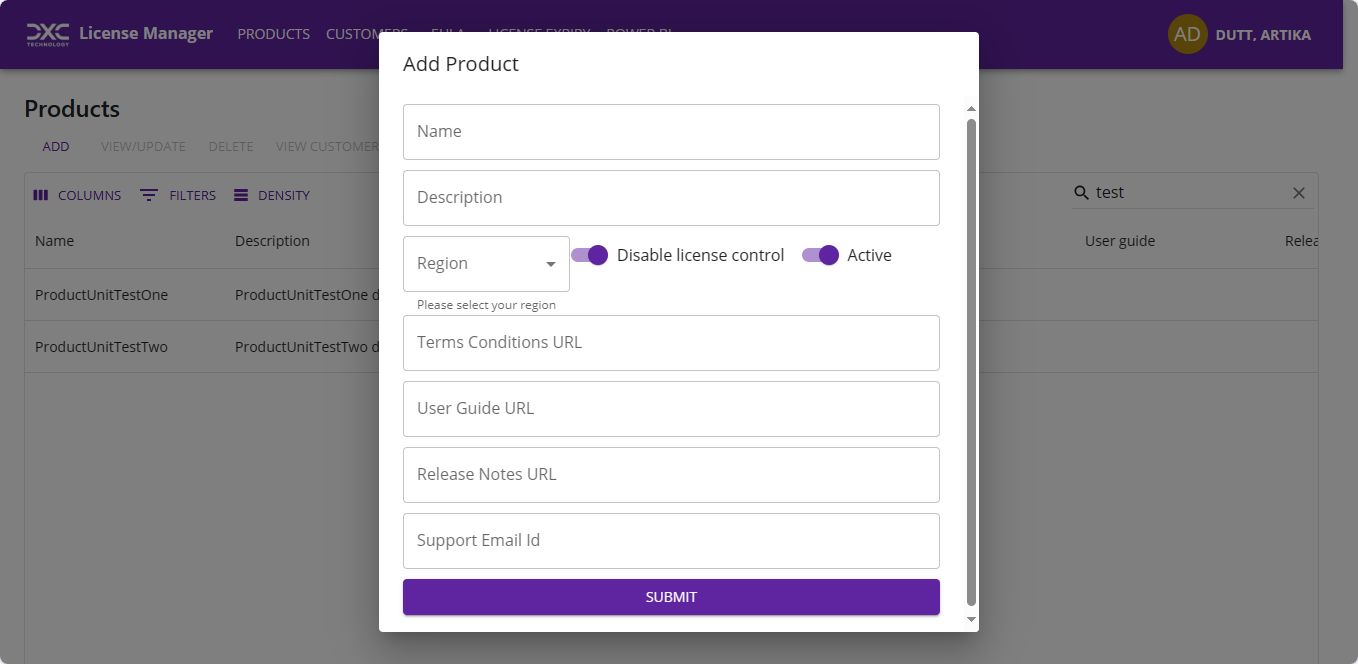 DXC TECHNOLOGY License Manager PRODUCTS CUSTOMERS EULA LICENSE EXPIRY POWER BI AD DUTT, ARTIKA
Add Product
Products
ADD VIEW/UPDATE DELETE VIEW CUSTOMER
COLUMNS FILTERS DENSITY test
Name Description User guide Relea
ProductUnitTestOne ProductUnitTestOne d
ProductUnitTestTwo ProductUnitTestTwo d
Name
Description
Region Disable license control Active
Please select your region
Terms Conditions URL
User Guide URL
Release Notes URL
Support Email Id
SUBMIT